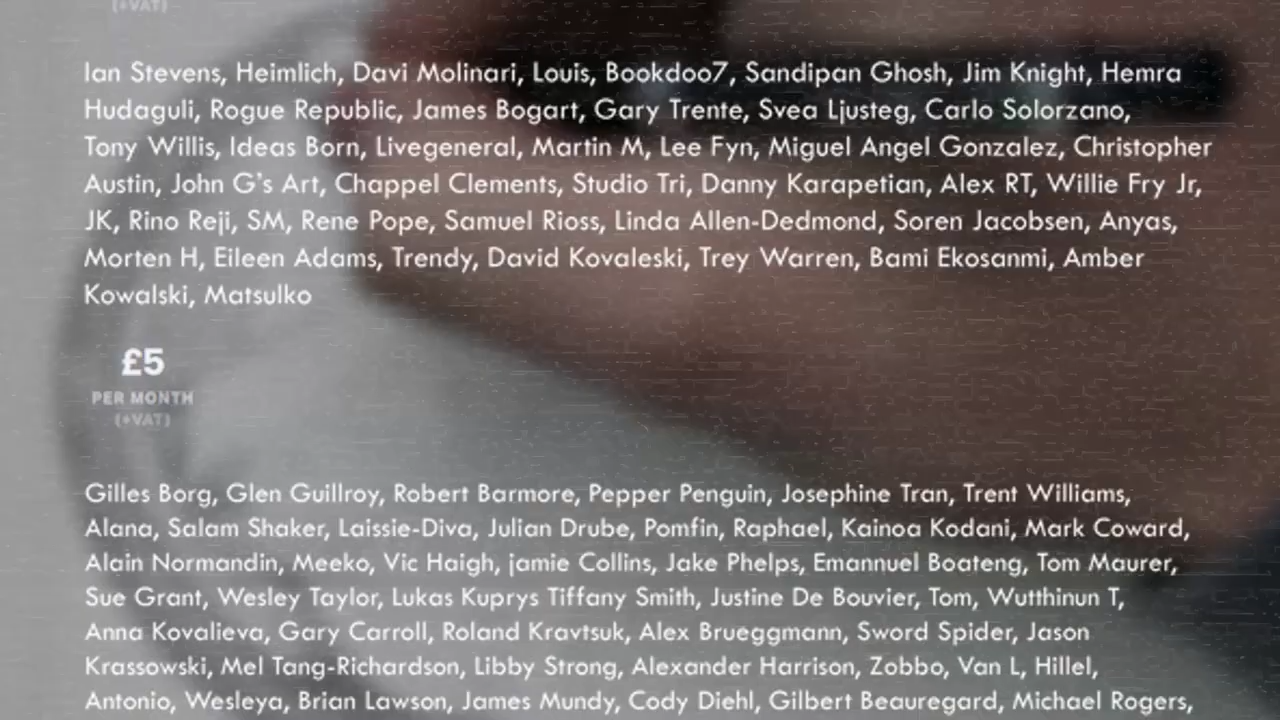 (+VAT)
Ian Stevens, Heimlich, Davi Molinari, Louis, Bookdoo7, Sandipan Ghosh, Jim Knight, Hemra
Hudaguli, Rogue Republic, James Bogart, Gary Trente, Svea Ljusteg, Carlo Solorzano,
Tony Willis, Ideas Born, Livegeneral, Martin M, Lee Fyn, Miguel Angel Gonzalez, Christopher
Austin, John G's Art, Chappel Clements, Studio Tri, Danny Karapetian, Alex RT, Willie Fry Jr,
JK, Rino Reji, SM, Rene Pope, Samuel Rioss, Linda Allen-Dedmond, Soren Jacobsen, Anyas,
Morten H, Eileen Adams, Trendy, David Kovaleski, Trey Warren, Bami Ekosanmi, Amber
Kowalski, Matsulko
£5
PER MONTH
(+VAT)
Gilles Borg, Glen Guillroy, Robert Barmore, Pepper Penguin, Josephine Tran, Trent Williams,
Alana, Salam Shaker, Laissie-Diva, Julian Drube, Pomfin, Raphael, Kainoa Kodani, Mark Coward,
Alain Normandin, Meeko, Vic Haigh, jamie Collins, Jake Phelps, Emannuel Boateng, Tom Maurer,
Sue Grant, Wesley Taylor, Lukas Kuprys Tiffany Smith, Justine De Bouvier, Tom, Wutthinun T,
Anna Kovalieva, Gary Carroll, Roland Kravtsuk, Alex Brueggmann, Sword Spider, Jason
Krassowski, Mel Tang-Richardson, Libby Strong, Alexander Harrison, Zobbo, Van L, Hillel,
Antonio, Wesleya, Brian Lawson, James Mundy, Cody Diehl, Gilbert Beauregard, Michael Rogers,